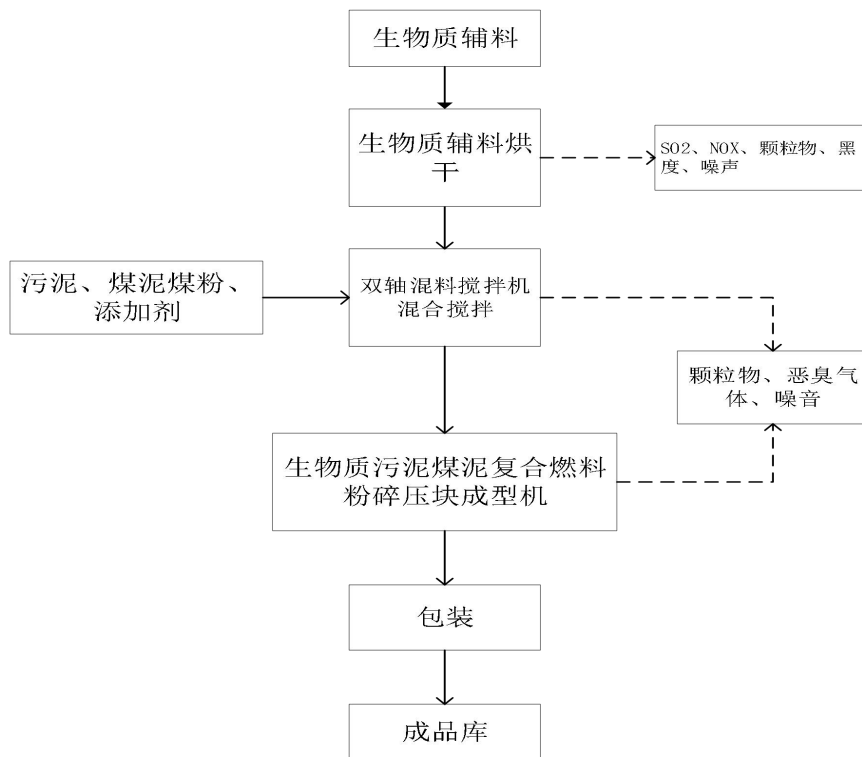 生物质辅料
生物质辅料烘
干
SO2、NOX、颗粒物、黑
度、噪声
污泥、煤泥煤粉、
添加剂
双轴混料搅拌机
混合搅拌
颗粒物、恶臭气
体、噪音
生物质污泥煤泥复合燃料
粉碎压块成型机
包装
成品库